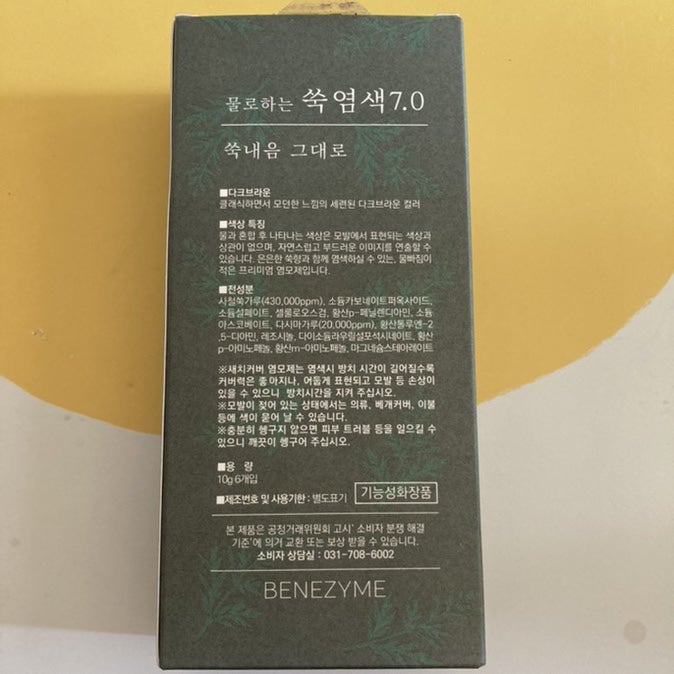 물로하는 쑥염색7.0
쑥내음 그대로
■다크브라운
클래식하면서 모던한 느낌의 세련된 다크브라운 컬러
■색상 특징
물과 혼합 후 나타나는 색상은 모발에서 표현되는 색상과
상관이 없으며, 자연스럽고 부드러운 이미지를 연출할 수
있습니다. 은은한 쑥향과 함께 염색하실 수 있는, 물빠짐이
적은 프리미엄 염모제입니다.
■전성분
사철쑥가루(430,000ppm), 소듐카보네이트퍼옥사이드,
소듐설페이트, 셀룰로오스검, 황산p-페닐렌디아민, 소듐
아스코베이트, 다시마가루(20,000ppm), 황산톨루엔-2
,5-디아민, 레조시놀, 다이소듐라우릴설포석시네이트, 황산
p-아미노페놀, 황산m-아미노페놀, 마그네슘스테아레이트
※새치커버 염모제는 염색시 방치 시간이 길어질수록
커버력은 좋아지나, 어둡게 표현되고 모발 등 손상이
있을 수 있으니 방치시간을 지켜 주십시오.
※모발이 젖어 있는 상태에서는 의류, 베개커버, 이불
등에 색이 묻어 날 수 있습니다.
※충분히 헹구지 않으면 피부 트러블 등을 일으킬 수
있으니 깨끗이 헹구어 주십시오.
■용 량
10g 6개입
■제조번호 및 사용기한 : 별도표기 기능성화장품
본 제품은 공정거래위원회 고시' 소비자 분쟁 해결
기준'에 의거 교환 또는 보상 받을 수 있습니다.
소비자 상담실 : 031-708-6002
BENEZYME